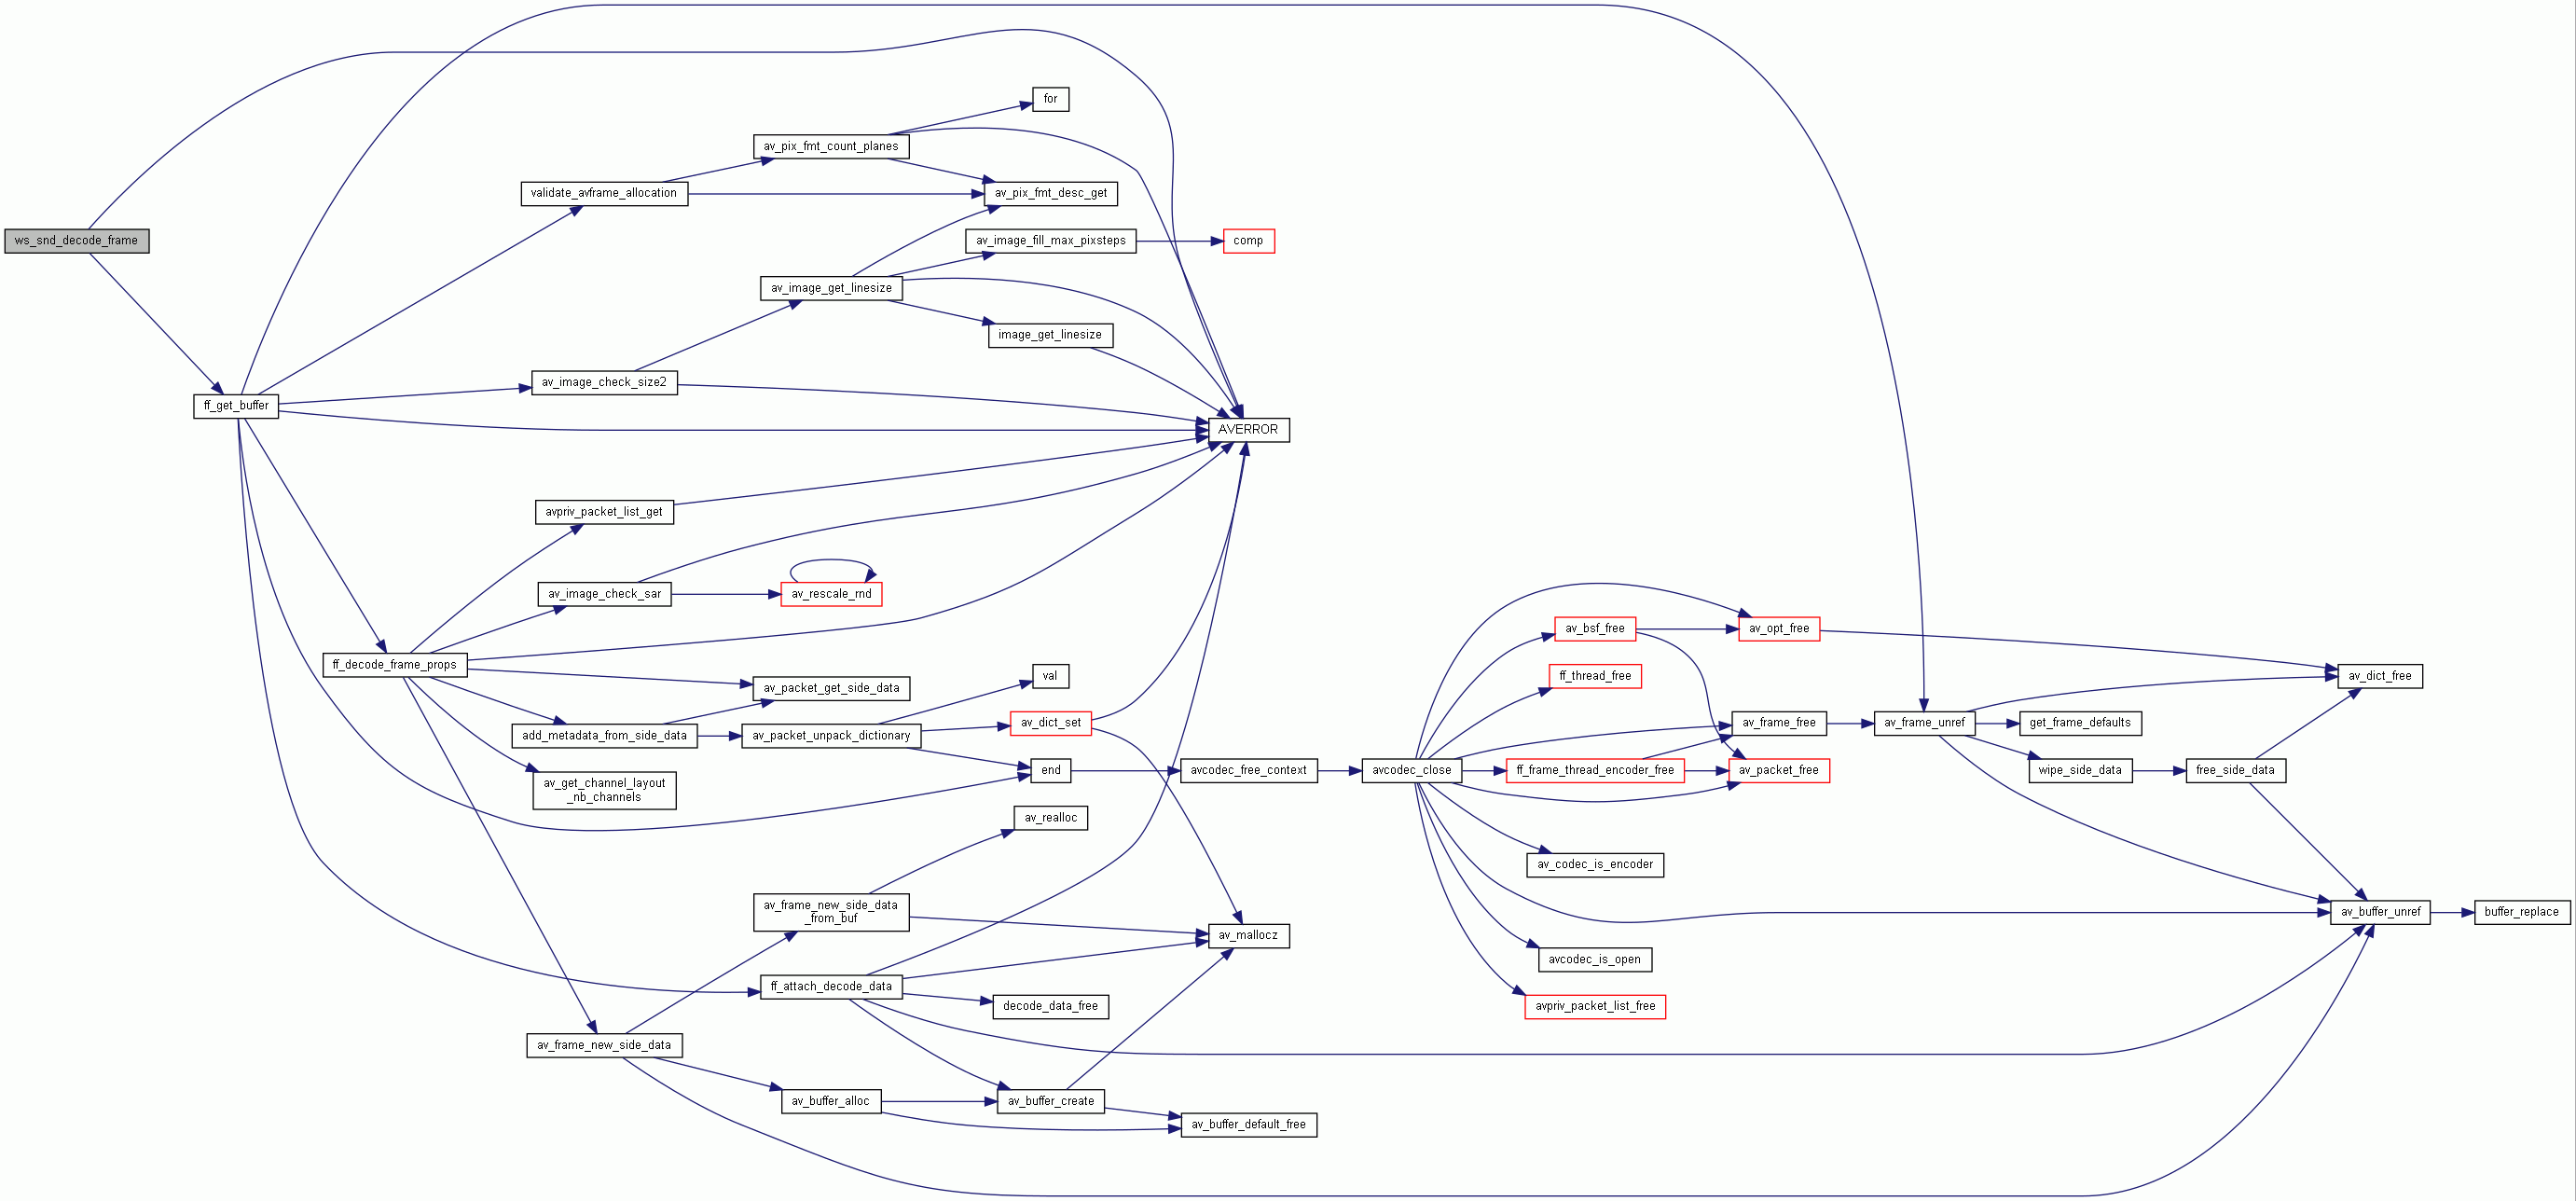 for
av_pix_fmt_count_planes
validate_avframe_allocation
av_pix_fmt_desc_get
ws_snd_decode_frame
av_image_fill_max_pixsteps
comp
av_image_get_linesize
image_get_linesize
av_image_check_size2
ff_get_buffer
AVERROR
avpriv_packet_list_get
av_image_check_sar
av_rescale_rnd
av_bsf_free
av_opt_free
ff_decode_frame_props
val
ff_thread_free
av_dict_free
av_packet_get_side_data
av_dict_set
av_frame_free
av_frame_unref
get_frame_defaults
add_metadata_from_side_data
av_packet_unpack_dictionary
end
avcodec_free_context
avcodec_close
ff_frame_thread_encoder_free
av_packet_free
wipe_side_data
free_side_data
av_get_channel_layout
_nb_channels
av_realloc
av_codec_is_encoder
av_frame_new_side_data
_from_buf
av_buffer_unref
buffer_replace
av_mallocz
avcodec_is_open
ff_attach_decode_data
decode_data_free
avpriv_packet_list_free
av_frame_new_side_data
av_buffer_alloc
av_buffer_create
av_buffer_default_free